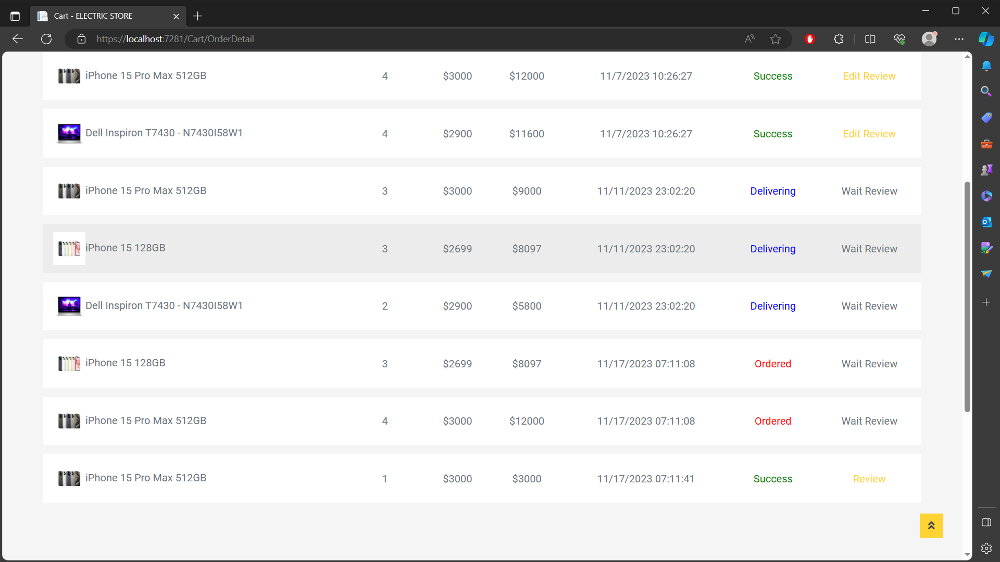 Cart - ELECTRIC STORE
https://localhost:7281/Cart/OrderDetail
iPhone 15 Pro Max 512GB 4 $3000 $12000 11/7/2023 10:26:27 Success Edit Review
Dell Inspiron T7430 - N7430I58W1 4 $2900 $11600 11/7/2023 10:26:27 Success Edit Review
iPhone 15 Pro Max 512GB 3 $3000 $9000 11/11/2023 23:02:20 Delivering Wait Review
iPhone 15 128GB 3 $2699 $8097 11/11/2023 23:02:20 Delivering Wait Review
Dell Inspiron T7430 - N7430I58W1 2 $2900 $5800 11/11/2023 23:02:20 Delivering Wait Review
iPhone 15 128GB 3 $2699 $8097 11/17/2023 07:11:08 Ordered Wait Review
iPhone 15 Pro Max 512GB 4 $3000 $12000 11/17/2023 07:11:08 Ordered Wait Review
iPhone 15 Pro Max 512GB 1 $3000 $3000 11/17/2023 07:11:41 Success Review